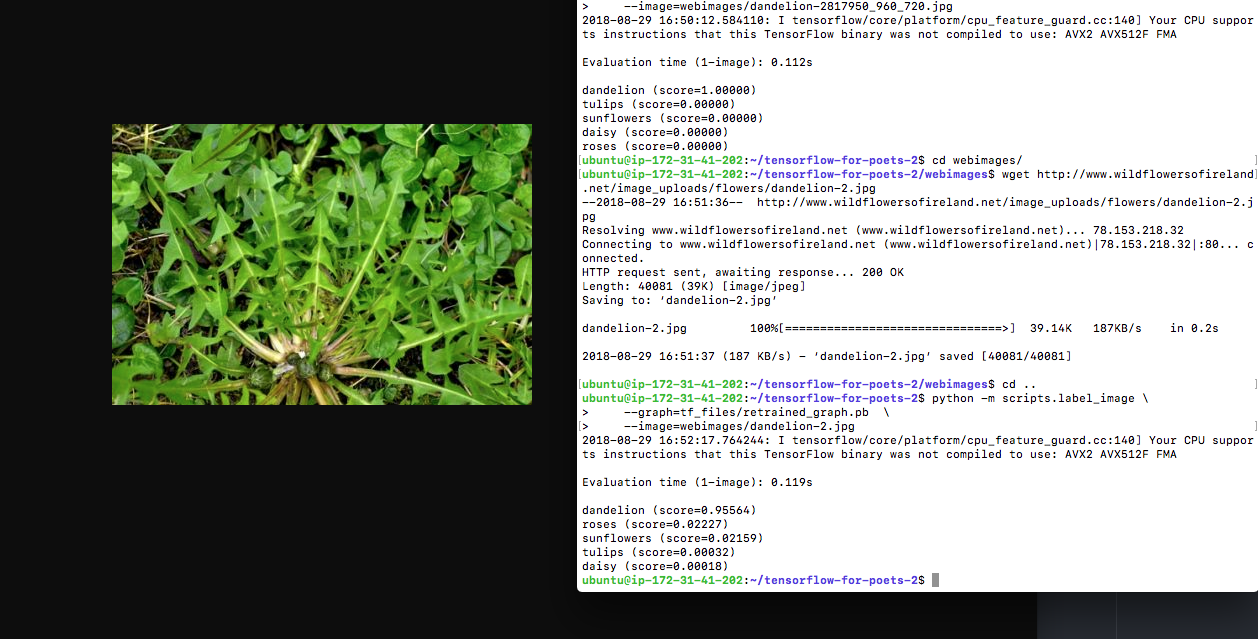 >     --image=webimages/dandelion-2817950_960_720.jpg
2018-08-29 16:50:12.584110: I tensorflow/core/platform/cpu_feature_guard.cc:140] Your CPU suppor
ts instructions that this TensorFlow binary was not compiled to use: AVX2 AVX512F FMA
Evaluation time (1-image): 0.112s
dandelion (score=1.00000)
tulips (score=0.00000)
sunflowers (score=0.00000)
daisy (score=0.00000)
roses (score=0.00000)
[ubuntu@ip-172-31-41-202:~/tensorflow-for-poets-2$ cd webimages/ ]
[ubuntu@ip-172-31-41-202:~/tensorflow-for-poets-2/webimages$ wget http://www.wildflowersofireland]
.net/image_uploads/flowers/dandelion-2.jpg
--2018-08-29 16:51:36--  http://www.wildflowersofireland.net/image_uploads/flowers/dandelion-2.j
pg
Resolving www.wildflowersofireland.net (www.wildflowersofireland.net)... 78.153.218.32
Connecting to www.wildflowersofireland.net (www.wildflowersofireland.net)|78.153.218.32|:80... c
onnected.
HTTP request sent, awaiting response... 200 OK
Length: 40081 (39K) [image/jpeg]
Saving to: ‘dandelion-2.jpg’
dandelion-2.jpg         100%[===============================>]  39.14K   187KB/s    in 0.2s
2018-08-29 16:51:37 (187 KB/s) - ‘dandelion-2.jpg’ saved [40081/40081]
[ubuntu@ip-172-31-41-202:~/tensorflow-for-poets-2/webimages$ cd .. ]
ubuntu@ip-172-31-41-202:~/tensorflow-for-poets-2$ python -m scripts.label_image \
>     --graph=tf_files/retrained_graph.pb  \
[>     --image=webimages/dandelion-2.jpg ]
2018-08-29 16:52:17.764244: I tensorflow/core/platform/cpu_feature_guard.cc:140] Your CPU suppor
ts instructions that this TensorFlow binary was not compiled to use: AVX2 AVX512F FMA
Evaluation time (1-image): 0.119s
dandelion (score=0.95564)
roses (score=0.02227)
sunflowers (score=0.02159)
tulips (score=0.00032)
daisy (score=0.00018)
ubuntu@ip-172-31-41-202:~/tensorflow-for-poets-2$